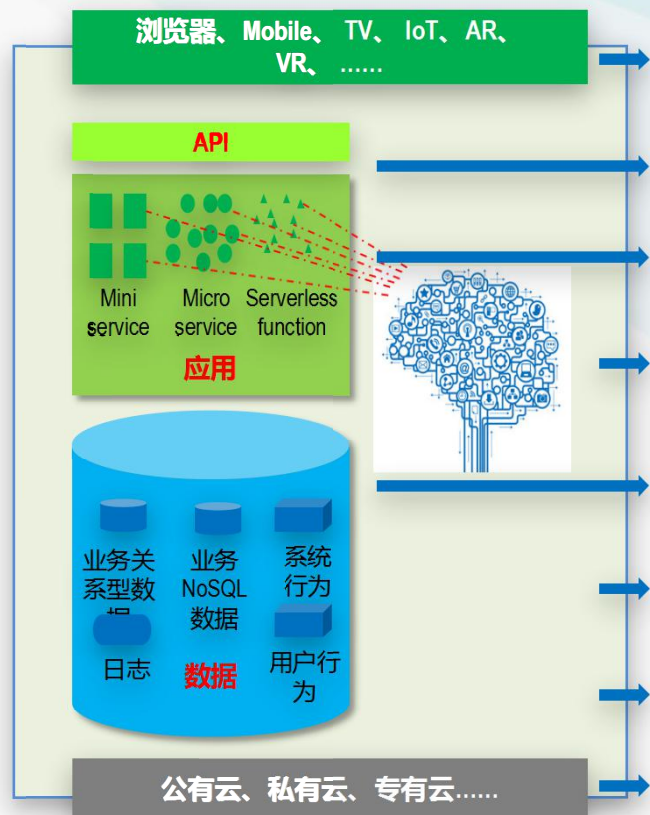 浏览器、Mobile、TV、IoT、AR、
VR、……
API
Mini
service
Micro
service
Serverless
function
应用
业务关
系型数
据
业务
NoSQL
数据
系统
行为
日志
数据
用户行
为
公有云、私有云、专有云……